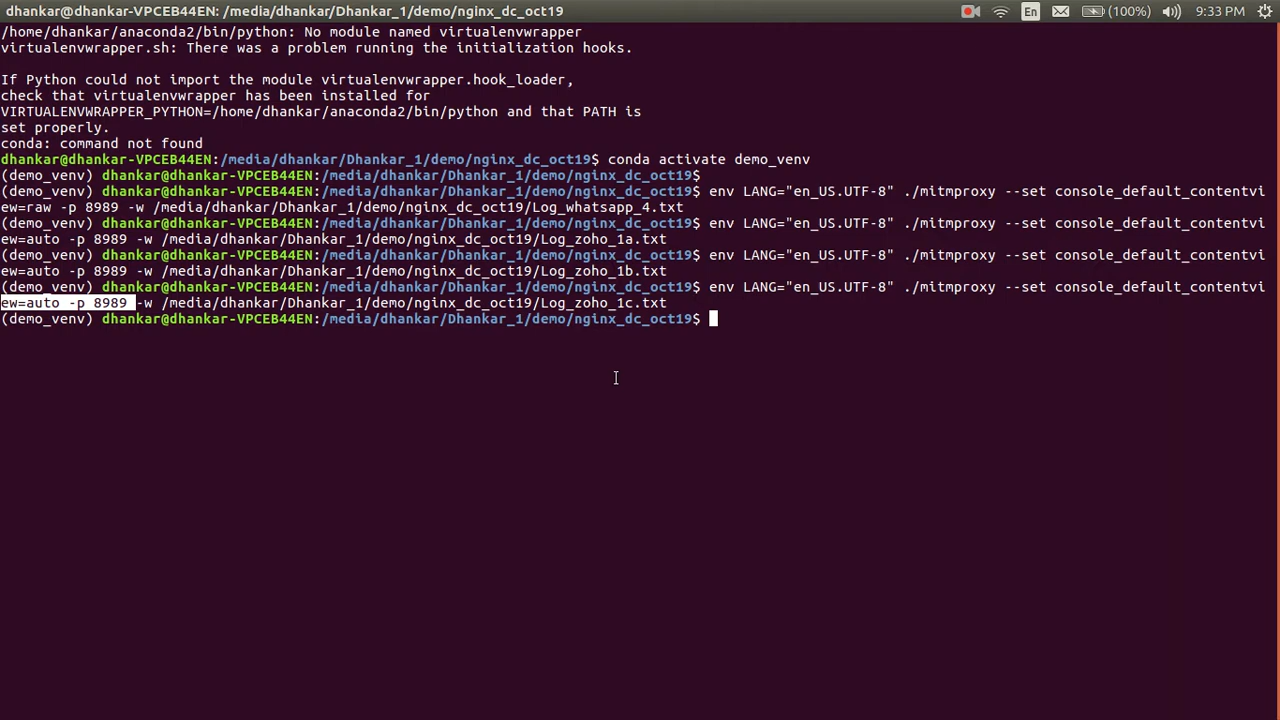 dhankar@dhankar-VPCEB44EN: /media/dhankar/Dhankar_1/demo/nginx_dc_oct19 En (100%) 9:33 PM
/home/dhankar/anaconda2/bin/python: No module named virtualenvwrapper
virtualenvwrapper.sh: There was a problem running the initialization hooks.
If Python could not import the module virtualenvwrapper.hook_loader,
check that virtualenvwrapper has been installed for
VIRTUALENVWRAPPER_PYTHON=/home/dhankar/anaconda2/bin/python and that PATH is
set properly.
conda: command not found
dhankar@dhankar-VPCEB44EN:/media/dhankar/Dhankar_1/demo/nginx_dc_oct19$ conda activate demo_venv
(demo_venv) dhankar@dhankar-VPCEB44EN:/media/dhankar/Dhankar_1/demo/nginx_dc_oct19$
(demo_venv) dhankar@dhankar-VPCEB44EN:/media/dhankar/Dhankar_1/demo/nginx_dc_oct19$ env LANG="en_US.UTF-8" ./mitmproxy --set console_default_contentvi
ew=raw -p 8989 -w /media/dhankar/Dhankar_1/demo/nginx_dc_oct19/Log_whatsapp_4.txt
(demo_venv) dhankar@dhankar-VPCEB44EN:/media/dhankar/Dhankar_1/demo/nginx_dc_oct19$ env LANG="en_US.UTF-8" ./mitmproxy --set console_default_contentvi
ew=auto -p 8989 -w /media/dhankar/Dhankar_1/demo/nginx_dc_oct19/Log_zoho_1a.txt
(demo_venv) dhankar@dhankar-VPCEB44EN:/media/dhankar/Dhankar_1/demo/nginx_dc_oct19$ env LANG="en_US.UTF-8" ./mitmproxy --set console_default_contentvi
ew=auto -p 8989 -w /media/dhankar/Dhankar_1/demo/nginx_dc_oct19/Log_zoho_1b.txt
(demo_venv) dhankar@dhankar-VPCEB44EN:/media/dhankar/Dhankar_1/demo/nginx_dc_oct19$ env LANG="en_US.UTF-8" ./mitmproxy --set console_default_contentvi
ew=auto -p 8989 -w /media/dhankar/Dhankar_1/demo/nginx_dc_oct19/Log_zoho_1c.txt
(demo_venv) dhankar@dhankar-VPCEB44EN:/media/dhankar/Dhankar_1/demo/nginx_dc_oct19$